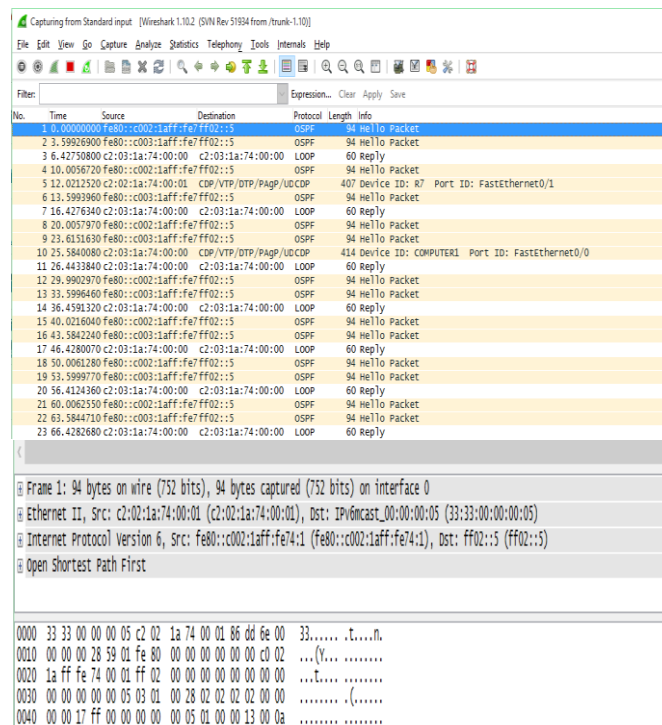 Capturing from Standard input [Wireshark 1.10.2 (SVN Rev 51934 from /trunk-1.10)]
File Edit View Go Capture Analyze Statistics Telephony Tools Internals Help
Filter: Expression... Clear Apply Save
No. Time Source Destination Protocol Length Info
1 0.00000000 fe80::c002:1aff:fe7 ff02::5 OSPF 94 Hello Packet
2 3.59926900 fe80::c003:1aff:fe7 ff02::5 OSPF 94 Hello Packet
3 6.42750800 c2:03:1a:74:00:00 c2:03:1a:74:00:00 LOOP 60 Reply
4 10.0056720 fe80::c002:1aff:fe7 ff02::5 OSPF 94 Hello Packet
5 12.0212520 c2:02:1a:74:00:01 CDP/VTP/DTP/PAgP/UD CDP 407 Device ID: R7 Port ID: FastEthernet0/1
6 13.5993960 fe80::c003:1aff:fe7 ff02::5 OSPF 94 Hello Packet
7 16.4276340 c2:03:1a:74:00:00 c2:03:1a:74:00:00 LOOP 60 Reply
8 20.0057970 fe80::c002:1aff:fe7 ff02::5 OSPF 94 Hello Packet
9 23.6151630 fe80::c003:1aff:fe7 ff02::5 OSPF 94 Hello Packet
10 25.5840080 c2:03:1a:74:00:00 CDP/VTP/DTP/PAgP/UD CDP 414 Device ID: COMPUTER1 Port ID: FastEthernet0/0
11 26.4433840 c2:03:1a:74:00:00 c2:03:1a:74:00:00 LOOP 60 Reply
12 29.9902970 fe80::c002:1aff:fe7 ff02::5 OSPF 94 Hello Packet
13 33.5996460 fe80::c003:1aff:fe7 ff02::5 OSPF 94 Hello Packet
14 36.4591320 c2:03:1a:74:00:00 c2:03:1a:74:00:00 LOOP 60 Reply
15 40.0216040 fe80::c002:1aff:fe7 ff02::5 OSPF 94 Hello Packet
16 43.5842240 fe80::c003:1aff:fe7 ff02::5 OSPF 94 Hello Packet
17 46.4280070 c2:03:1a:74:00:00 c2:03:1a:74:00:00 LOOP 60 Reply
18 50.0061280 fe80::c002:1aff:fe7 ff02::5 OSPF 94 Hello Packet
19 53.5999770 fe80::c003:1aff:fe7 ff02::5 OSPF 94 Hello Packet
20 56.4124360 c2:03:1a:74:00:00 c2:03:1a:74:00:00 LOOP 60 Reply
21 60.0062550 fe80::c002:1aff:fe7 ff02::5 OSPF 94 Hello Packet
22 63.5844710 fe80::c003:1aff:fe7 ff02::5 OSPF 94 Hello Packet
23 66.4282680 c2:03:1a:74:00:00 c2:03:1a:74:00:00 LOOP 60 Reply
Frame 1: 94 bytes on wire (752 bits), 94 bytes captured (752 bits) on interface 0
Ethernet II, Src: c2:02:1a:74:00:01 (c2:02:1a:74:00:01), Dst: IPv6mcast_00:00:00:05 (33:33:00:00:00:05)
Internet Protocol Version 6, Src: fe80::c002:1aff:fe74:1 (fe80::c002:1aff:fe74:1), Dst: ff02::5 (ff02::5)
Open Shortest Path First
0000 33 33 00 00 00 05 c2 02 1a 74 00 01 86 dd 6e 00 33...... .t....n.
0010 00 00 00 28 59 01 fe 80 00 00 00 00 00 00 c0 02 ...(Y... ........
0020 1a ff fe 74 00 01 ff 02 00 00 00 00 00 00 00 00 ...t.... ........
0030 00 00 00 00 00 05 03 01 00 28 02 02 02 02 00 00 ........ .(......
0040 00 00 17 ff 00 00 00 00 00 05 01 00 00 13 00 0a ........ ........